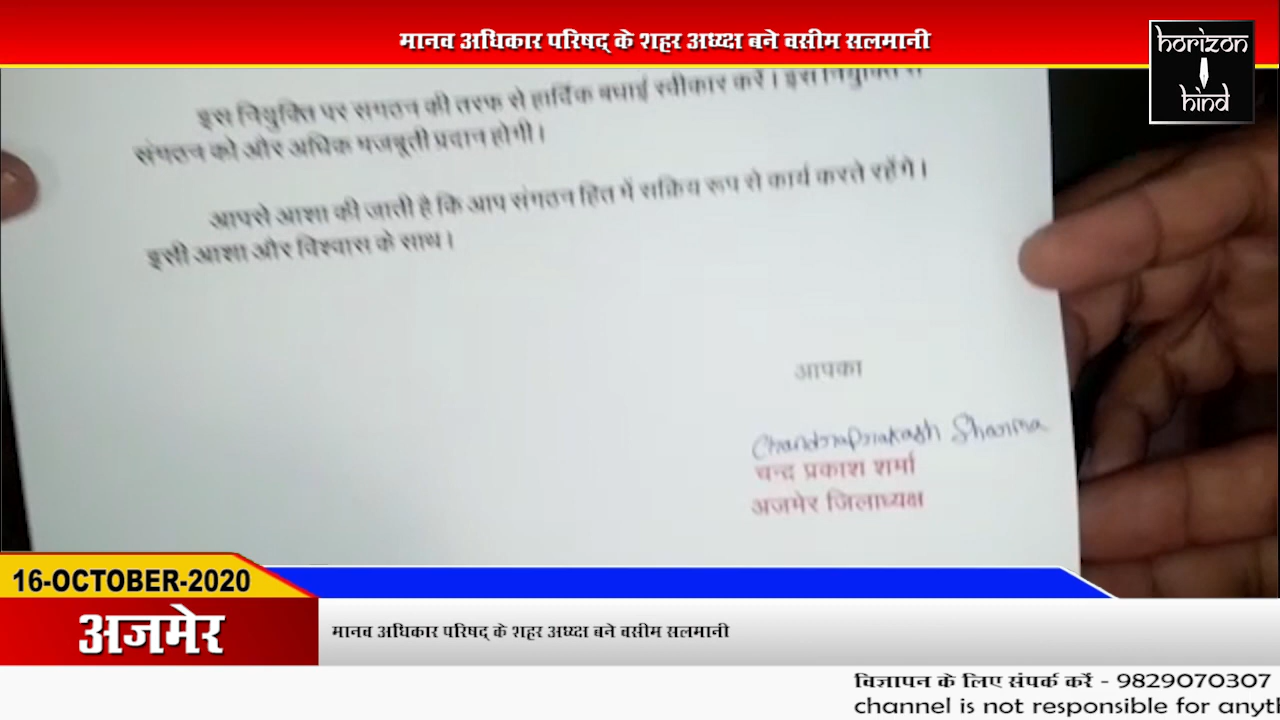 मानव अधिकार परिषद् के शहर अध्यक्ष बने वसीम सलमानी
horizon
hind
इस नियुक्ति पर संगठन की तरफ से हार्दिक बधाई स्वीकार करें। इस नियुक्ति से
संगठन को और अधिक मजबूती प्रदान होगी।
आपसे आशा की जाती है कि आप संगठन हित में सक्रिय रूप से कार्य करते रहेंगे।
इसी आशा और विश्वास के साथ।
आपका
Chandraprakash Sharma
चन्द्र प्रकाश शर्मा
अजमेर जिलाध्यक्ष
16-OCTOBER-2020
अजमेर
मानव अधिकार परिषद् के शहर अध्यक्ष बने वसीम सलमानी
विज्ञापन के लिए संपर्क करें - 9829070307
channel is not responsible for anyt